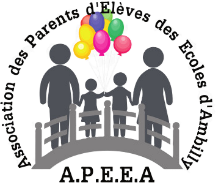 Association des Parents d'Elèves des Ecoles d'Ambilly
A.P.E.E.A